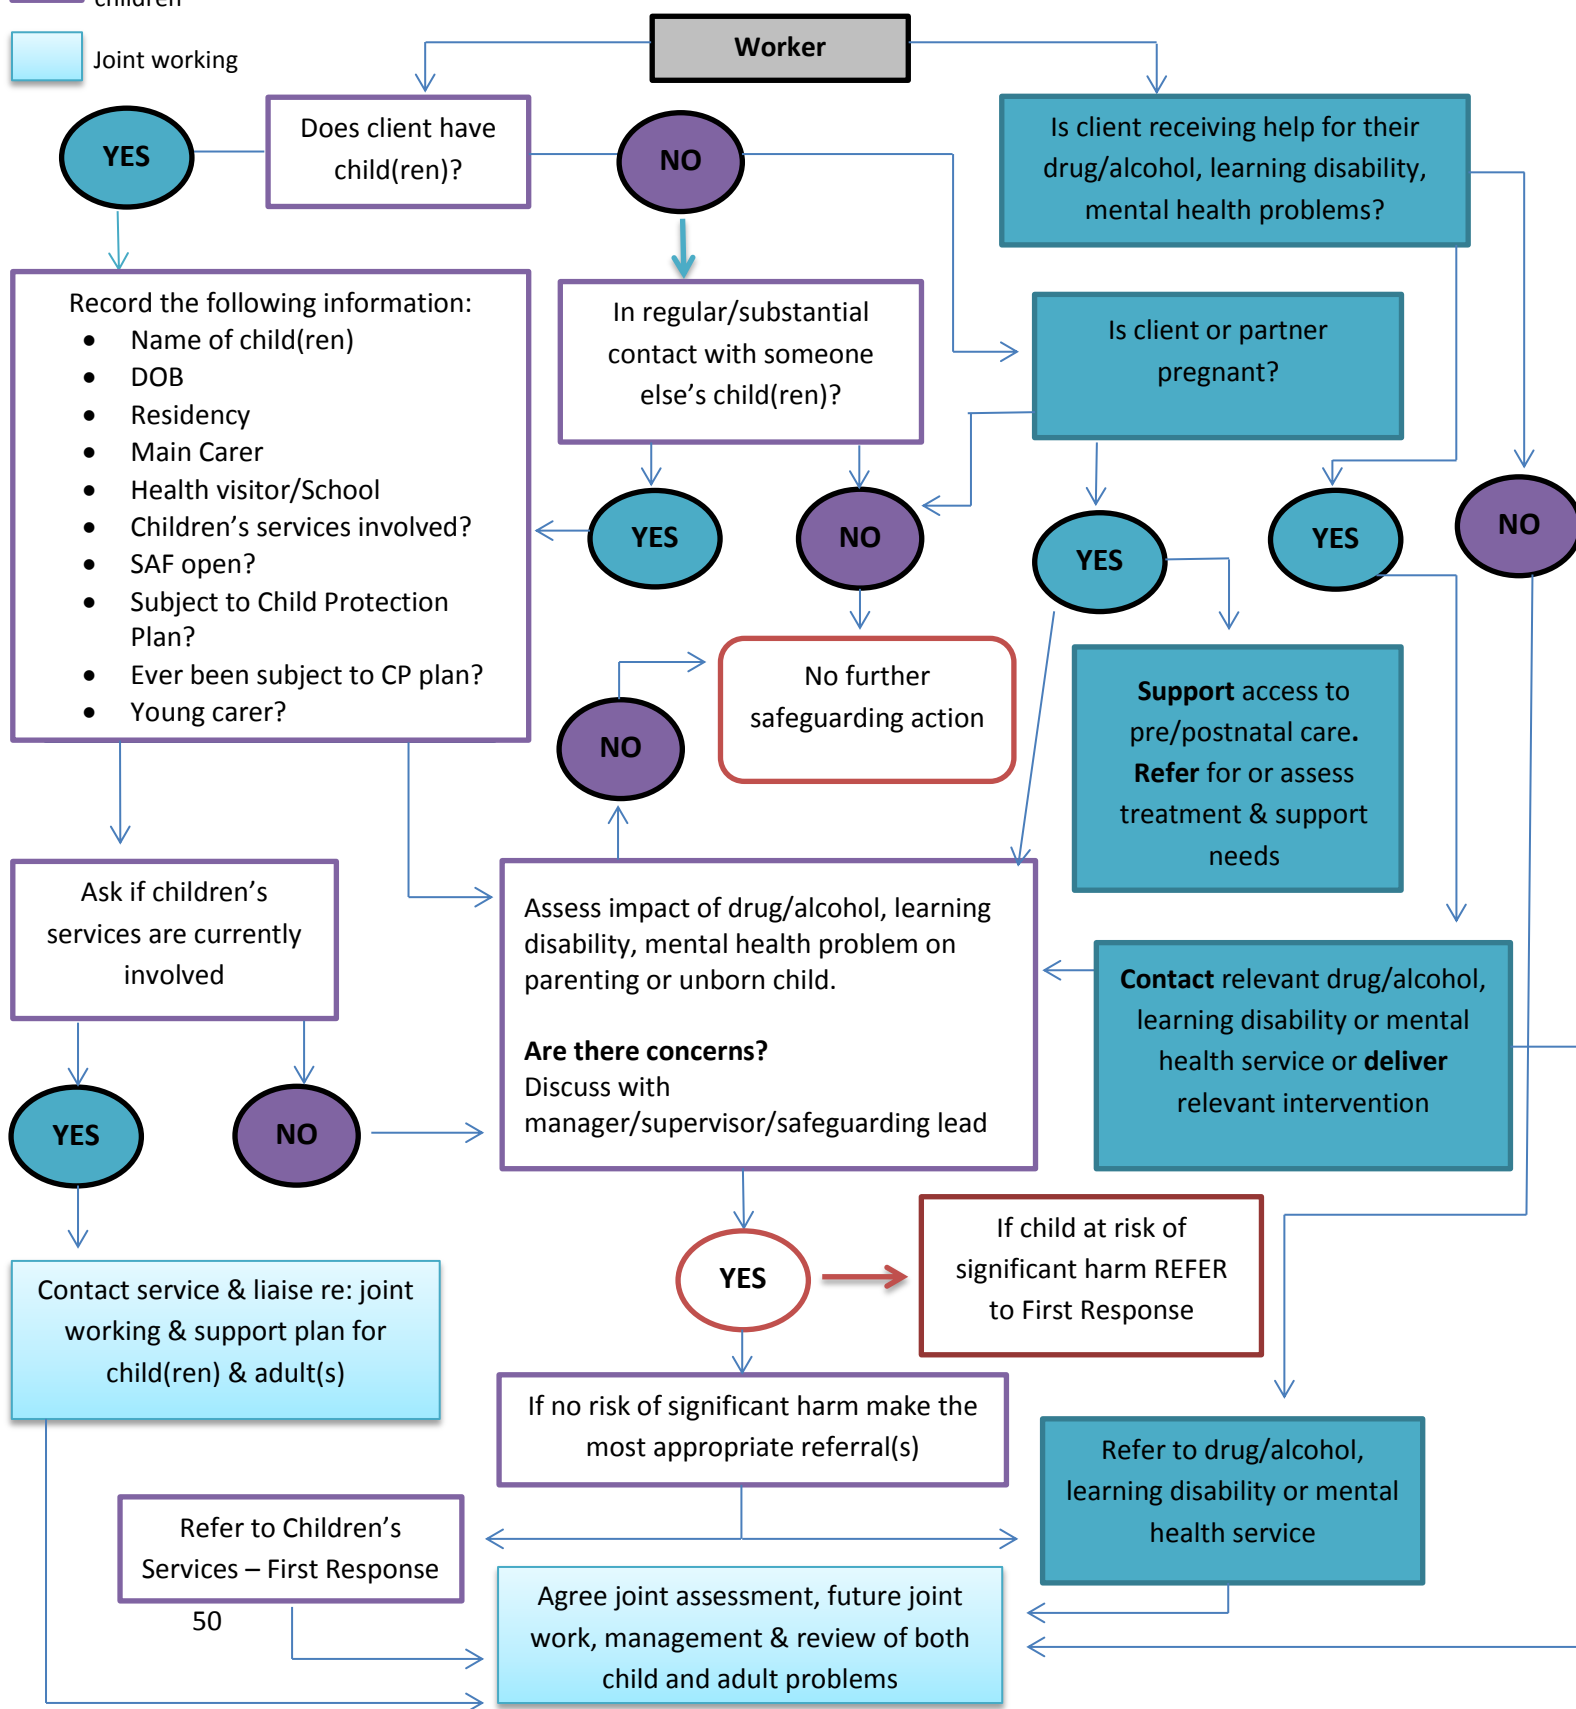 children
Joint working
Worker
YES
Does client have
child(ren)?
NO
Is client receiving help for their
drug/alcohol, learning disability,
mental health problems?
Record the following information:
• Name of child(ren)
• DOB
• Residency
• Main Carer
• Health visitor/School
• Children’s services involved?
• SAF open?
• Subject to Child Protection
Plan?
• Ever been subject to CP plan?
• Young carer?
In regular/substantial
contact with someone
else’s child(ren)?
Is client or partner
pregnant?
YES
NO
YES
YES
NO
NO
No further
safeguarding action
Support access to
pre/postnatal care.
Refer for or assess
treatment & support
needs
Ask if children’s
services are currently
involved
Assess impact of drug/alcohol, learning
disability, mental health problem on
parenting or unborn child.
Are there concerns?
Discuss with
manager/supervisor/safeguarding lead
Contact relevant drug/alcohol,
learning disability or mental
health service or deliver
relevant intervention
YES
NO
YES
If child at risk of
significant harm REFER
to First Response
Contact service & liaise re: joint
working & support plan for
child(ren) & adult(s)
If no risk of significant harm make the
most appropriate referral(s)
Refer to drug/alcohol,
learning disability or mental
health service
Refer to Children’s
Services – First Response
50
Agree joint assessment, future joint
work, management & review of both
child and adult problems